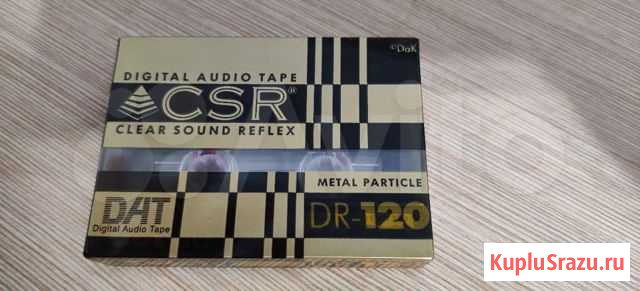 ©DaK
DIGITAL AUDIO TAPE
CSR®
CLEAR SOUND REFLEX
METAL PARTICLE
DAT
DR-120
Digital Audio Tape
KupluSrazu.ru